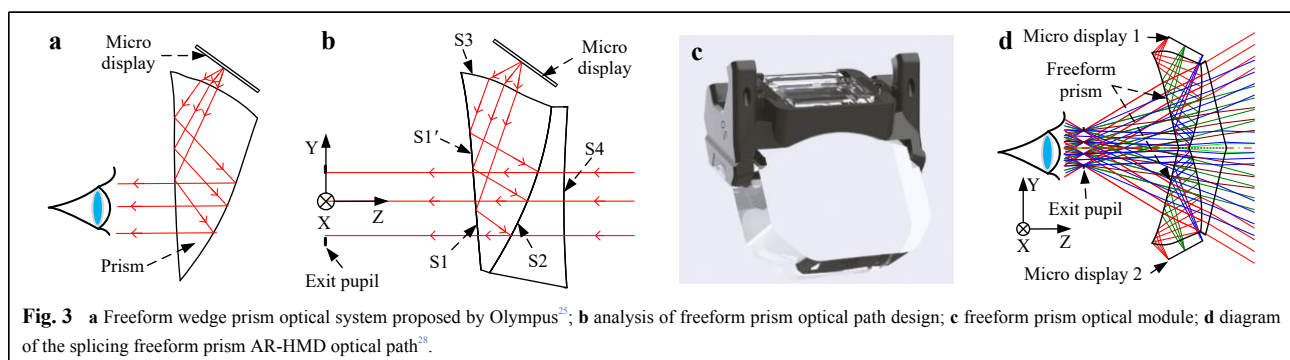 a
Micro
display
Prism
b
S3
Micro
display
S1′
S4
Y
X
Z
S1
S2
Exit pupil
c
d
Micro display 1
Freeform
prism
Y
X
Z
Exit pupil
Micro display 2
Fig. 3 a Freeform wedge prism optical system proposed by Olympus25; b analysis of freeform prism optical path design; c freeform prism optical module; d diagram
of the splicing freeform prism AR-HMD optical path28.